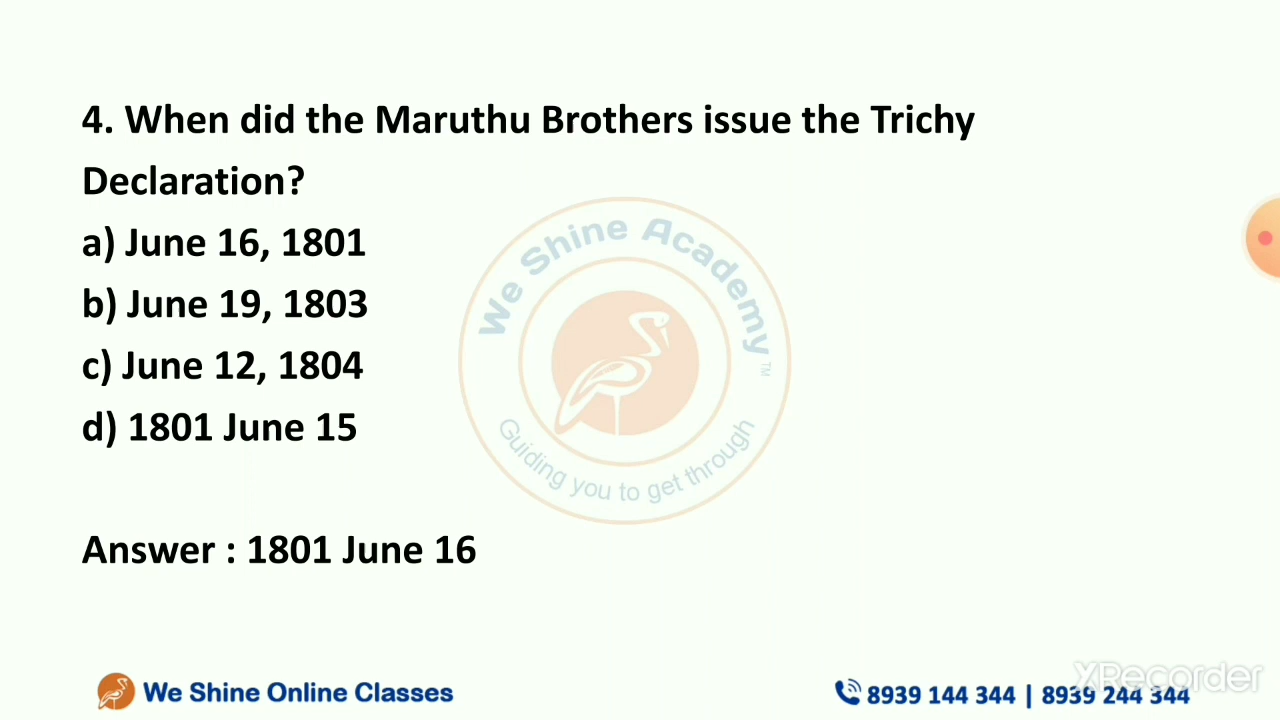 4. When did the Maruthu Brothers issue the Trichy
Declaration?
a) June 16, 1801
b) June 19, 1803
c) June 12, 1804
d) 1801 June 15
We Shine Academy TM
Guiding you to get through
Answer : 1801 June 16
We Shine Online Classes
8939 144 344 | 8939 244 344
XRecorder